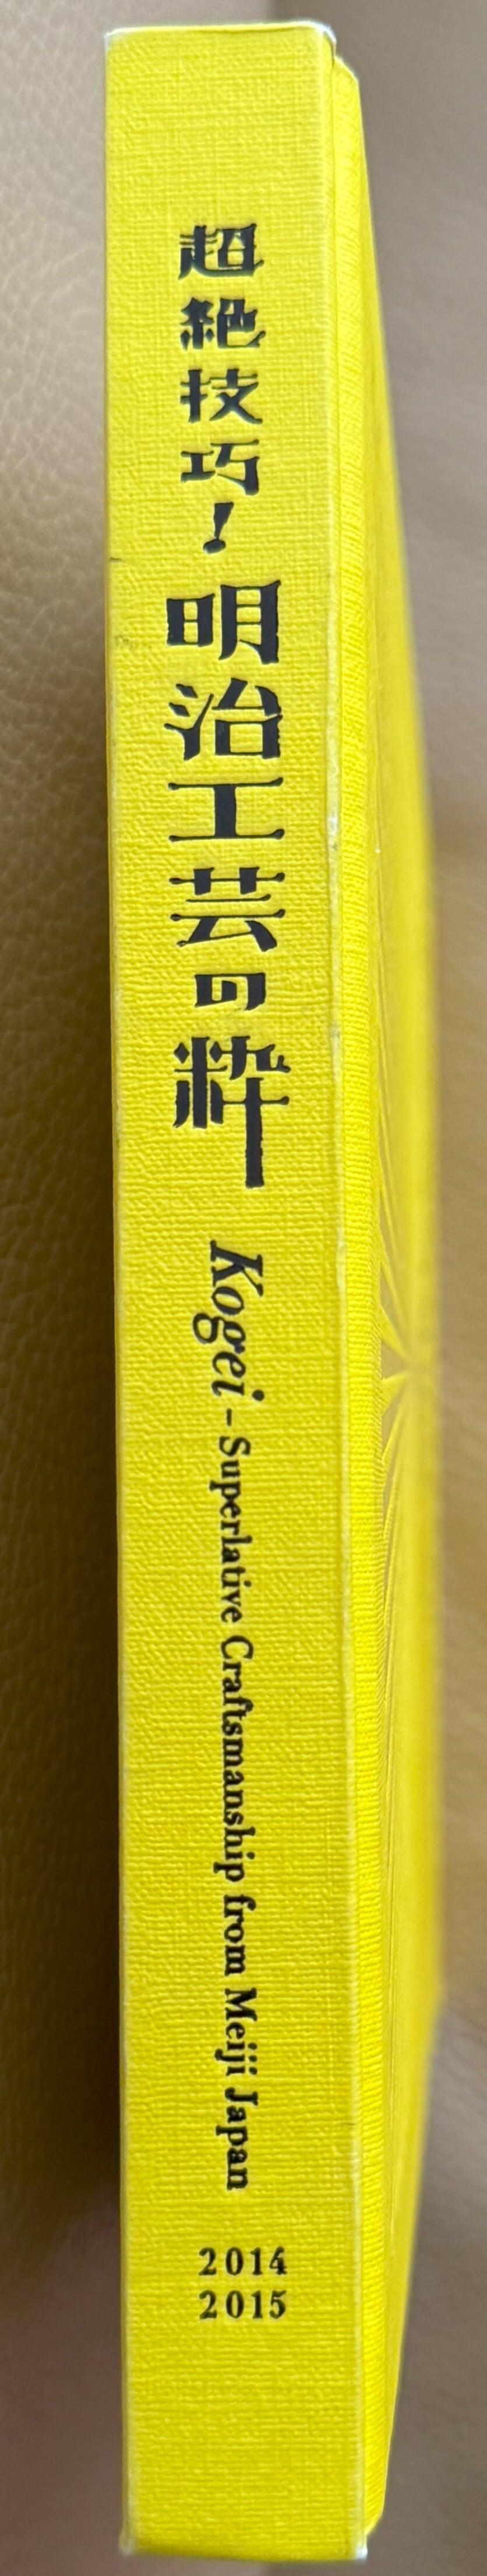 超絶技巧!
明治工芸の粋
Kogei – Superlative Craftsmanship from Meiji Japan
2014
2015